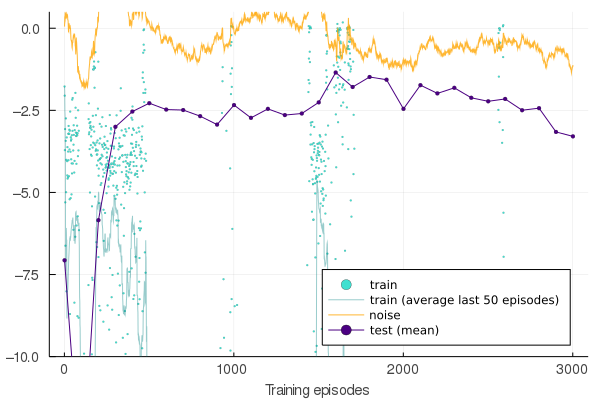 0.0
−2.5
−5.0
−7.5
−10.0
train
train (average last 50 episodes)
noise
test (mean)
0 1000 2000 3000
Training episodes